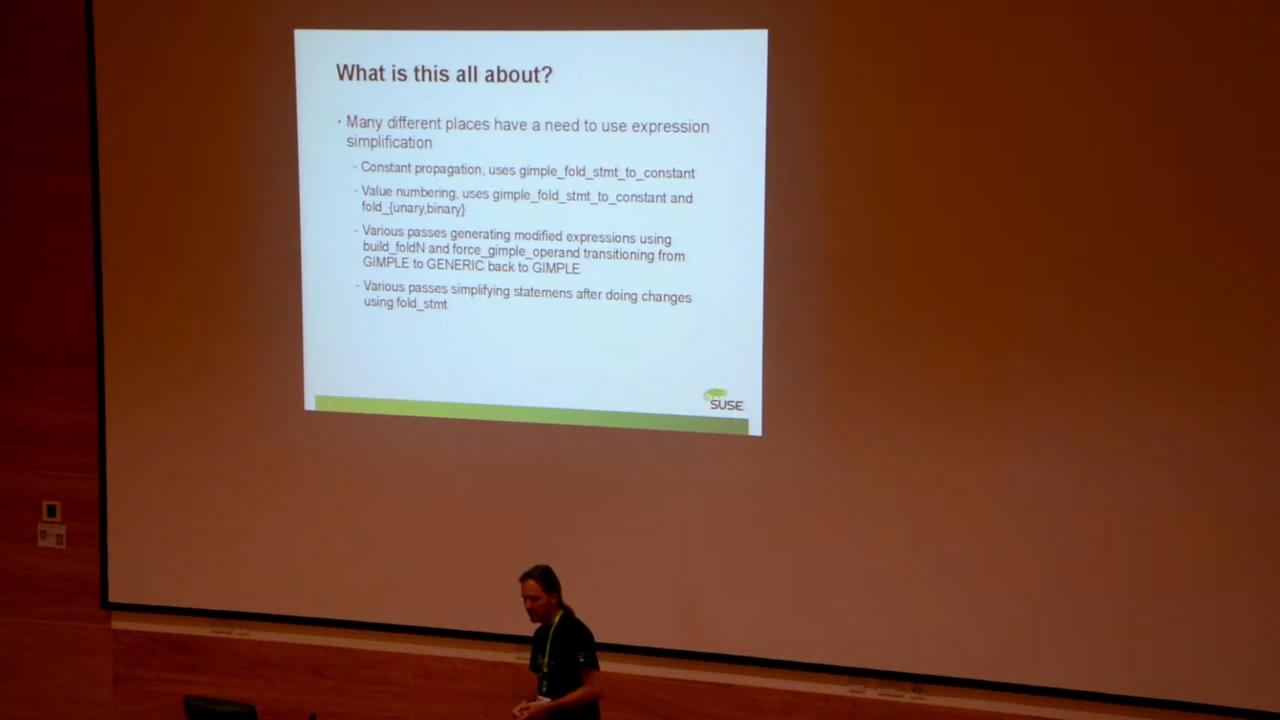 What is this all about?
· Many different places have a need to use expression
simplification
- Constant propagation, uses gimple_fold_stmt_to_constant
- Value numbering, uses gimple_fold_stmt_to_constant and
fold_{unary,binary}
- Various passes generating modified expressions using
build_foldN and force_gimple_operand transitioning from
GIMPLE to GENERIC back to GIMPLE
- Various passes simplifying statemens after doing changes
using fold_stmt
SUSE